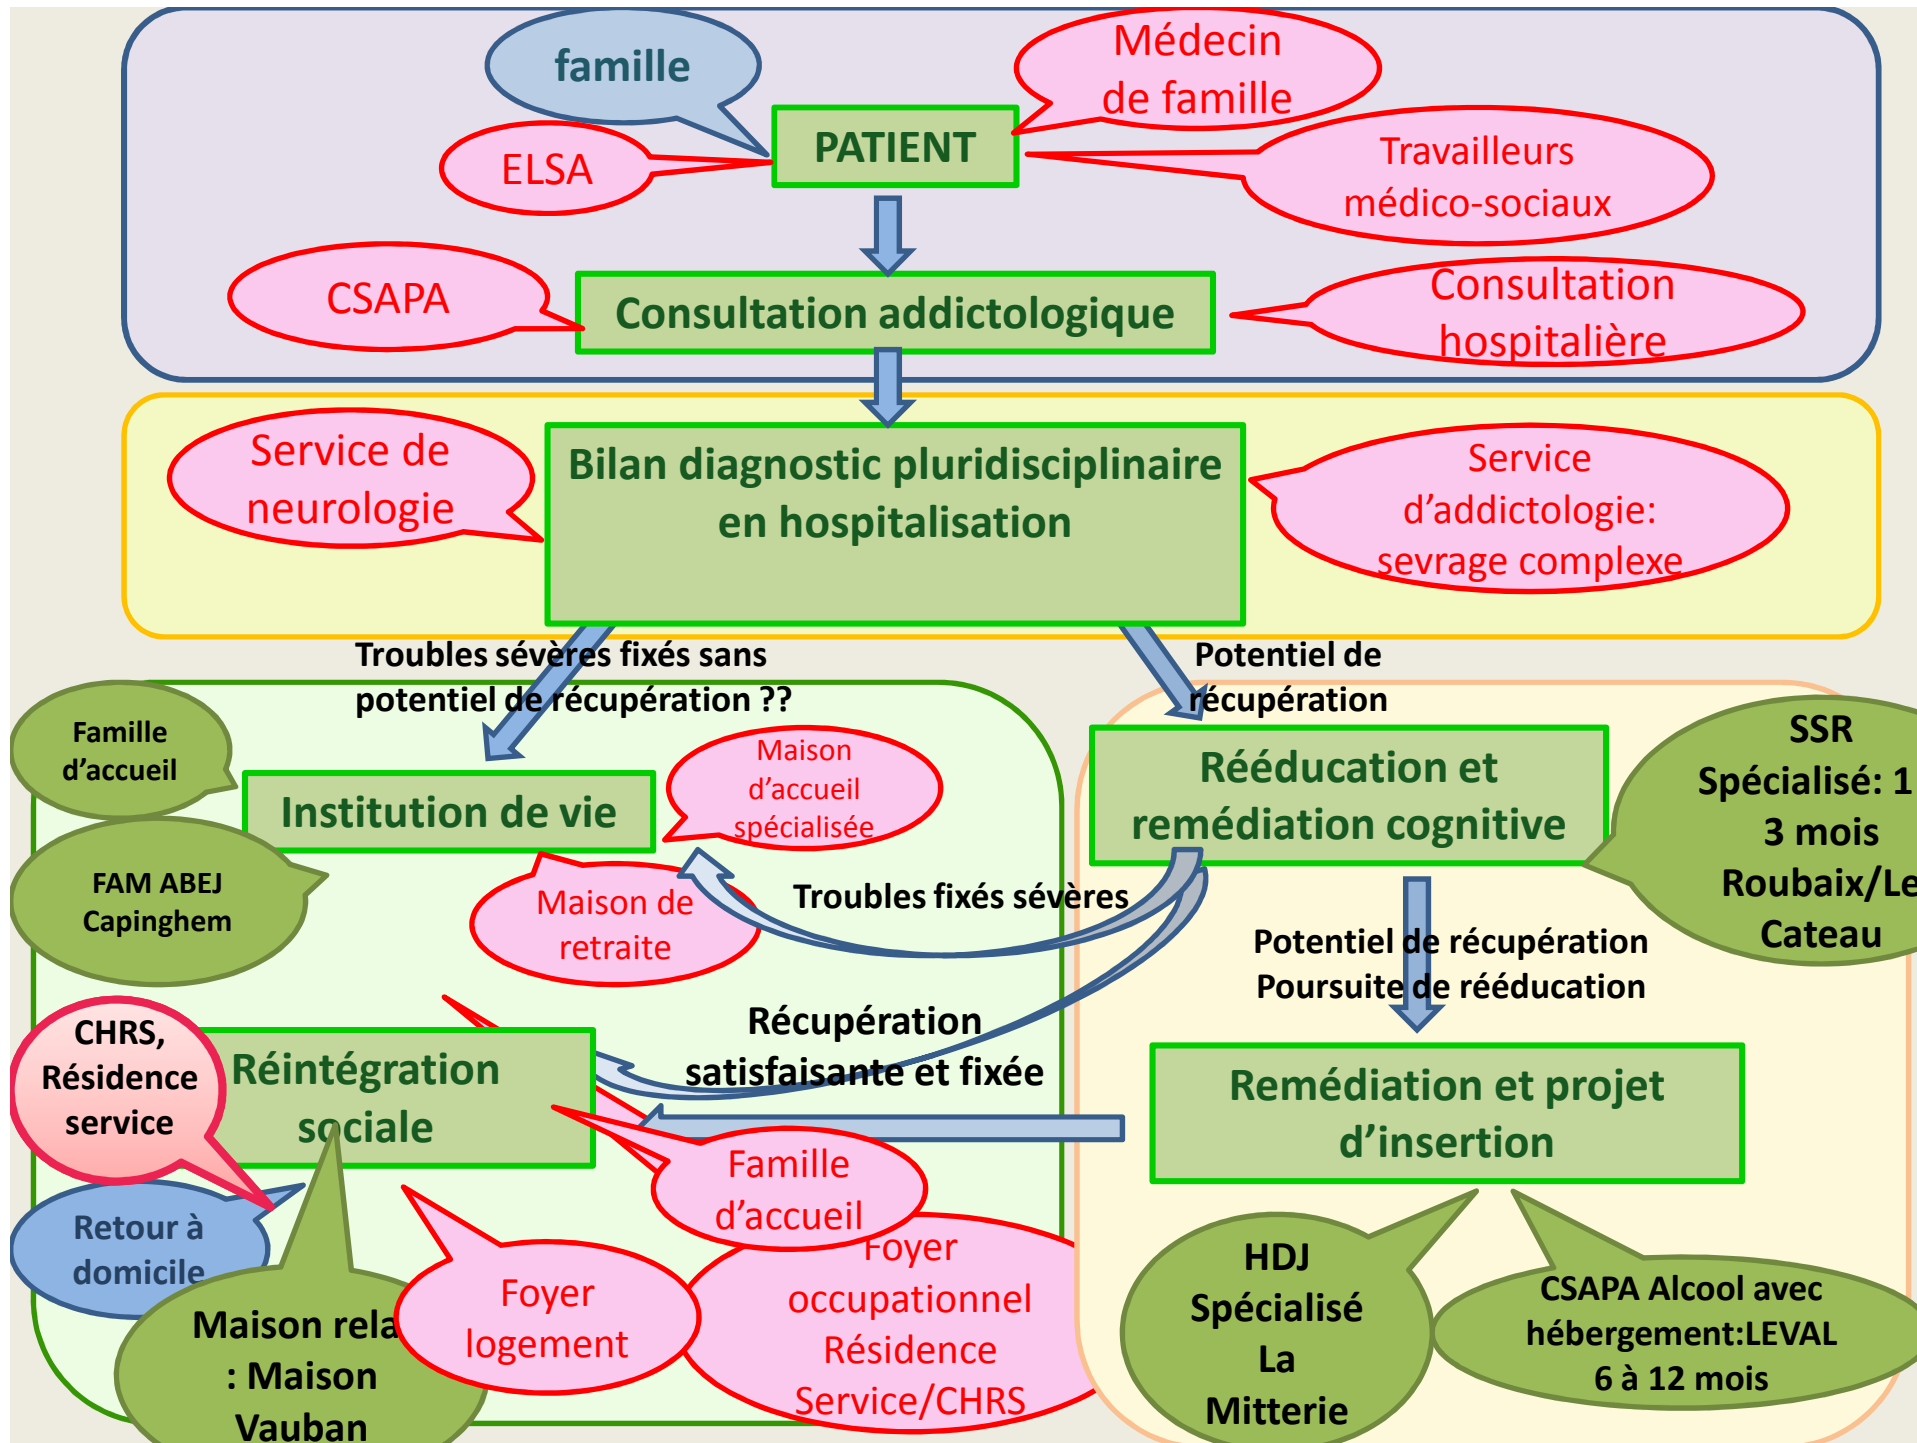 famille
Médecin
de famille
PATIENT
ELSA
Travailleurs
médico-sociaux
CSAPA
Consultation addictologique
Consultation
hospitalière
Service de
neurologie
Bilan diagnostic pluridisciplinaire
en hospitalisation
Service
d’addictologie:
sevrage complexe
Troubles sévères fixés sans
potentiel de récupération ??
Potentiel de
récupération
Famille
d’accueil
Institution de vie
Maison
d’accueil
spécialisée
Rééducation et
remédiation cognitive
SSR
Spécialisé: 1
3 mois
Roubaix/Le
Cateau
FAM ABEJ
Capinghem
Maison de
retraite
Troubles fixés sévères
Potentiel de récupération
Poursuite de rééducation
CHRS,
Résidence
service
Réintégration
sociale
Récupération
satisfaisante et fixée
Remédiation et projet
d’insertion
Famille
d’accueil
Retour à
domicile
Maison rela
: Maison
Vauban
Foyer
logement
Foyer
occupationnel
Résidence
Service/CHRS
HDJ
Spécialisé
La
Mitterie
CSAPA Alcool avec
hébergement:LEVAL
6 à 12 mois